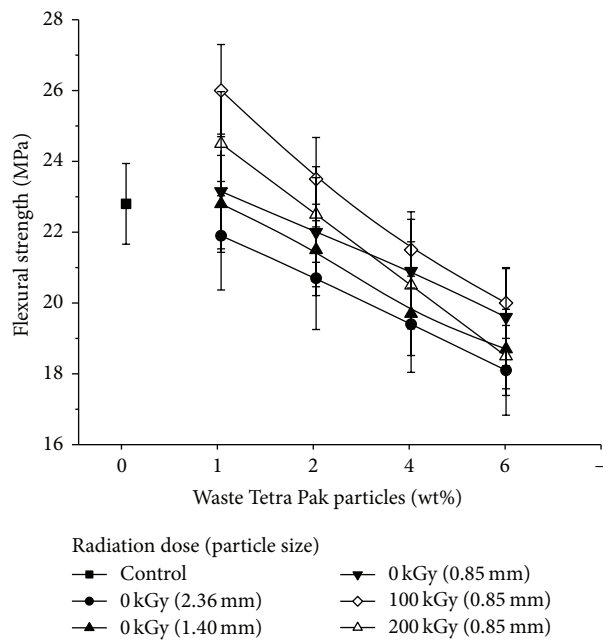 28
26
24
22
20
18
16
Flexural strength (MPa)
0 1 2 4 6 –
Waste Tetra Pak particles (wt%)
Radiation dose (particle size)
Control
0 kGy (2.36 mm)
0 kGy (1.40 mm)
0 kGy (0.85 mm)
100 kGy (0.85 mm)
200 kGy (0.85 mm)